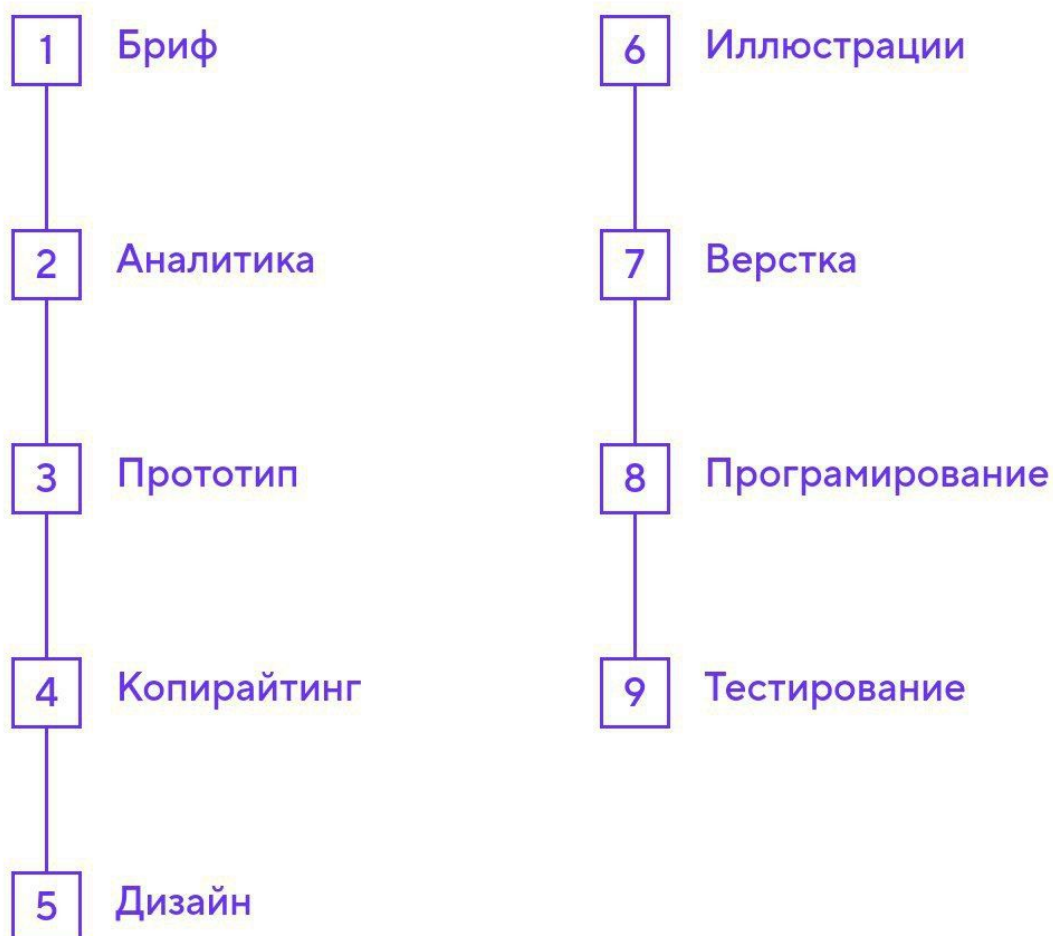 1 Бриф
2 Аналитика
3 Прототип
4 Копирайтинг
5 Дизайн
6 Иллюстрации
7 Верстка
8 Програмирование
9 Тестирование